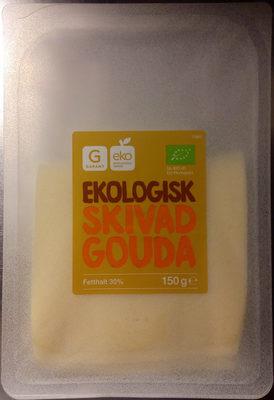 G
GARANT
eko
EKOLOGISK
SKIVAD
GOUDA
Fetthalt 30%
150 g e